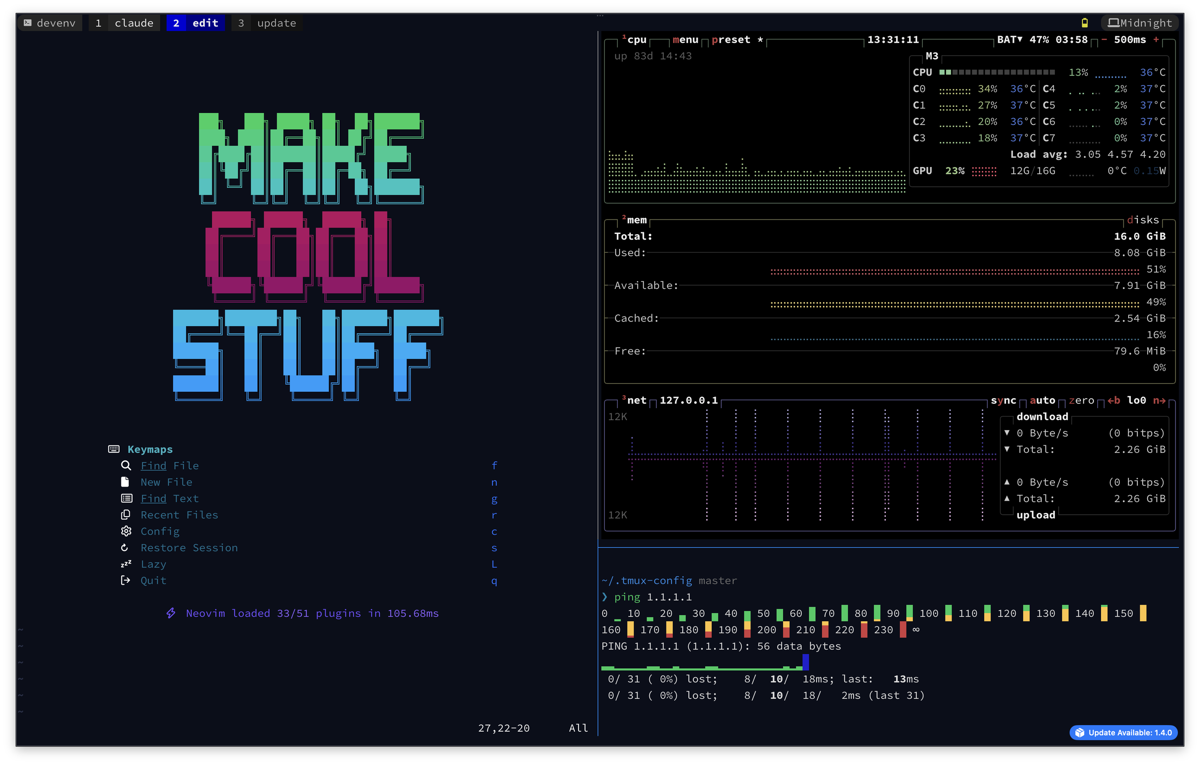 devenv 1 claude 2 edit 3 update Midnight
MAKE
COOL
STUFF
Keymaps
Find File f
New File n
Find Text g
Recent Files r
Config c
Restore Session s
Lazy L
Quit q
Neovim loaded 33/51 plugins in 105.68ms
27,22-20 All
1cpu menu preset * 13:31:11 BAT▼ 47% 03:58 - 500ms +
up 83d 14:43
M3
CPU 13% 36°C
C0 34% 36°C C4 2% 37°C
C1 27% 37°C C5 2% 37°C
C2 20% 36°C C6 0% 37°C
C3 18% 37°C C7 0% 37°C
Load avg: 3.05 4.57 4.20
GPU 23% 12G/16G 0°C 0.15W
2mem disks
Total: 16.0 GiB
Used: 8.08 GiB
51%
Available: 7.91 GiB
49%
Cached: 2.54 GiB
16%
Free: 79.6 MiB
0%
3net 127.0.0.1 sync auto zero ←b lo0 n→
12K
download
▼ 0 Byte/s (0 bitps)
▼ Total: 2.26 GiB
▲ 0 Byte/s (0 bitps)
▲ Total: 2.26 GiB
12K
upload
~/.tmux-config master
❯ ping 1.1.1.1
0 10 20 30 40 50 60 70 80 90 100 110 120 130 140 150
160 170 180 190 200 210 220 230 ∞
PING 1.1.1.1 (1.1.1.1): 56 data bytes
0/ 31 ( 0%) lost; 8/ 10/ 18ms; last: 13ms
0/ 31 ( 0%) lost; 8/ 10/ 18/ 2ms (last 31)
Update Available: 1.4.0